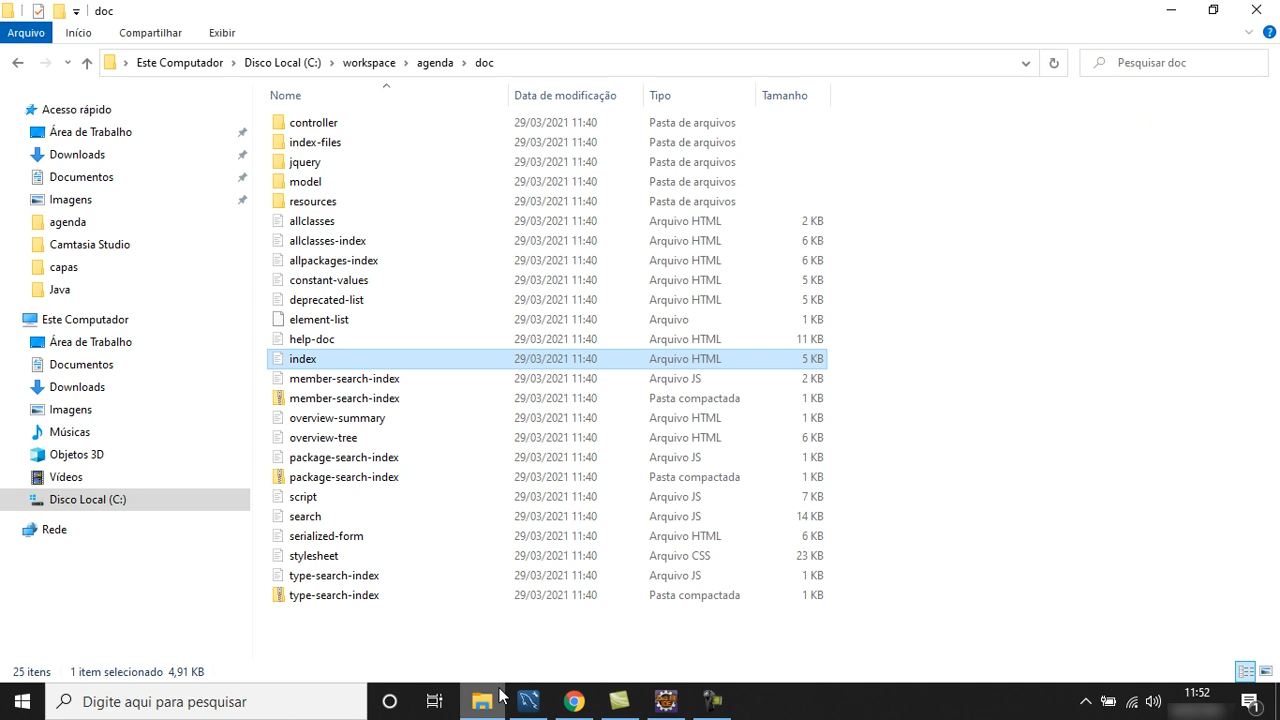 doc
Arquivo Início Compartilhar Exibir
Este Computador Disco Local (C:) workspace agenda doc Pesquisar doc
Nome Data de modificação Tipo Tamanho
Acesso rápido
Área de Trabalho
Downloads
Documentos
Imagens
agenda
Camtasia Studio
capas
Java
Este Computador
Área de Trabalho
Documentos
Downloads
Imagens
Músicas
Objetos 3D
Vídeos
Disco Local (C:)
Rede
controller 29/03/2021 11:40 Pasta de arquivos
index-files 29/03/2021 11:40 Pasta de arquivos
jquery 29/03/2021 11:40 Pasta de arquivos
model 29/03/2021 11:40 Pasta de arquivos
resources 29/03/2021 11:40 Pasta de arquivos
allclasses 29/03/2021 11:40 Arquivo HTML 2 KB
allclasses-index 29/03/2021 11:40 Arquivo HTML 6 KB
allpackages-index 29/03/2021 11:40 Arquivo HTML 6 KB
constant-values 29/03/2021 11:40 Arquivo HTML 5 KB
deprecated-list 29/03/2021 11:40 Arquivo HTML 5 KB
element-list 29/03/2021 11:40 Arquivo 1 KB
help-doc 29/03/2021 11:40 Arquivo HTML 11 KB
index 29/03/2021 11:40 Arquivo HTML 5 KB
member-search-index 29/03/2021 11:40 Arquivo JS 2 KB
member-search-index 29/03/2021 11:40 Pasta compactada 1 KB
overview-summary 29/03/2021 11:40 Arquivo HTML 1 KB
overview-tree 29/03/2021 11:40 Arquivo HTML 6 KB
package-search-index 29/03/2021 11:40 Arquivo JS 1 KB
package-search-index 29/03/2021 11:40 Pasta compactada 1 KB
script 29/03/2021 11:40 Arquivo JS 7 KB
search 29/03/2021 11:40 Arquivo JS 14 KB
serialized-form 29/03/2021 11:40 Arquivo HTML 6 KB
stylesheet 29/03/2021 11:40 Arquivo CSS 23 KB
type-search-index 29/03/2021 11:40 Arquivo JS 1 KB
type-search-index 29/03/2021 11:40 Pasta compactada 1 KB
25 itens 1 item selecionado 4,91 KB
Digite aqui para pesquisar 11:52 1